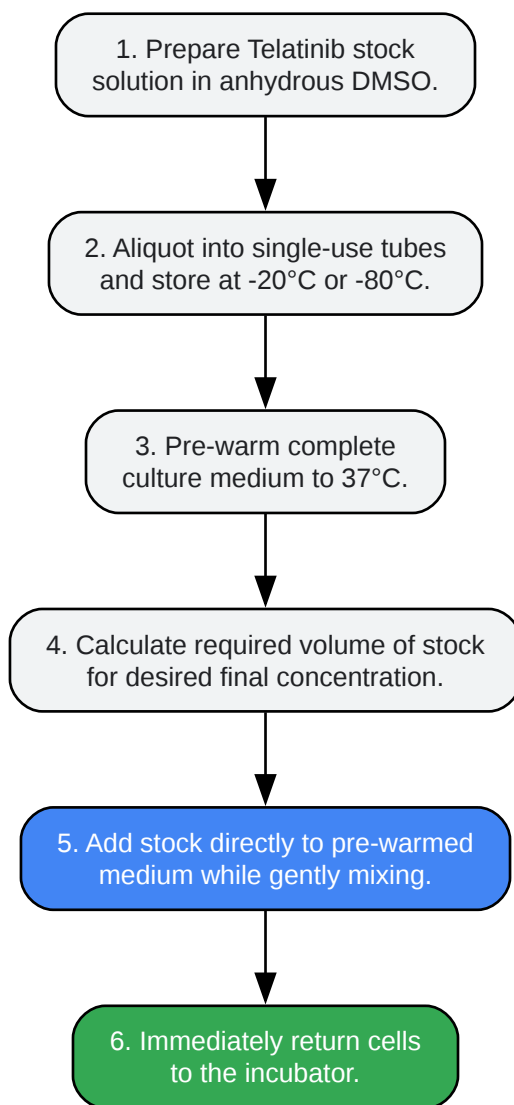 1. Prepare Telatinib stock
solution in anhydrous DMSO.
2. Aliquot into single-use tubes
and store at -20°C or -80°C.
3. Pre-warm complete
culture medium to 37°C.
4. Calculate required volume of stock
for desired final concentration.
5. Add stock directly to pre-warmed
medium while gently mixing.
6. Immediately return cells
to the incubator.